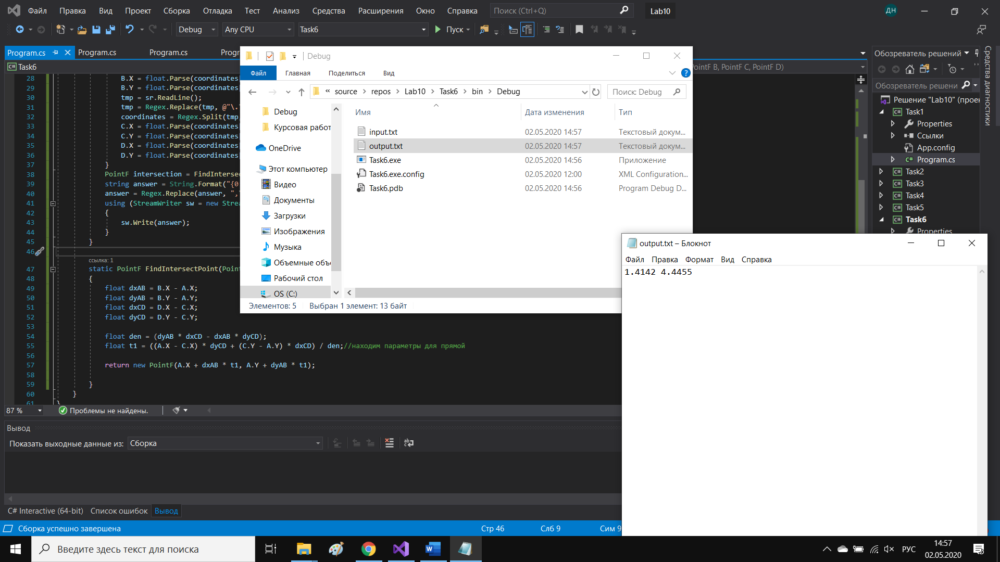 Файл Правка Вид Проект Сборка Отладка Тест Анализ Средства Расширения Окно Справка Поиск (Ctrl+Q) Lab10 ДН
Debug Any CPU Task6 Пуск
Program.cs Program.cs Program.cs
Task6
PointF B, PointF C, PointF D)
28 B.X = float.Parse(coordinates
29 B.Y = float.Parse(coordinates
30 tmp = sr.ReadLine();
31 tmp = Regex.Replace(tmp, @"\.
32 coordinates = Regex.Split(tmp
33 C.X = float.Parse(coordinates
34 C.Y = float.Parse(coordinates
35 D.X = float.Parse(coordinates
36 D.Y = float.Parse(coordinates
37 }
38 PointF intersection = FindIntersec
39 string answer = String.Format("{0
40 answer = Regex.Replace(answer, ",
41 using (StreamWriter sw = new Strea
42 {
43 sw.Write(answer);
44 }
45 }
46
ссылка: 1
47 static PointF FindIntersectPoint(Point
48 {
49 float dxAB = B.X - A.X;
50 float dyAB = B.Y - A.Y;
51 float dxCD = D.X - C.X;
52 float dyCD = D.Y - C.Y;
53
54 float den = (dyAB * dxCD - dxAB * dyCD);
55 float t1 = ((A.X - C.X) * dyCD + (C.Y - A.Y) * dxCD) / den;//находим параметры для прямой
56
57 return new PointF(A.X + dxAB * t1, A.Y + dyAB * t1);
58
59 }
60 }
61 }
87 % Проблемы не найдены.
Вывод
Показать выходные данные из: Сборка
C# Interactive (64-bit) Список ошибок Вывод
Сборка успешно завершена Стр 46 Слб 9 Сим 9
Debug
Файл Главная Поделиться Вид
« source > repos > Lab10 > Task6 > bin > Debug
Поиск: Debug
Debug
Курсовая работ
OneDrive
Этот компьютер
Видео
Документы
Загрузки
Изображения
Музыка
Объемные объе
Рабочий стол
OS (C:)
Имя Дата изменения Тип
input.txt 02.05.2020 14:57 Текстовый докум...
output.txt 02.05.2020 14:57 Текстовый докум...
Task6.exe 02.05.2020 14:56 Приложение
Task6.exe.config 02.05.2020 12:00 XML Configuration...
Task6.pdb 02.05.2020 14:56 Program Debug D...
Элементов: 5 Выбран 1 элемент: 13 байт
output.txt – Блокнот
Файл Правка Формат Вид Справка
1.4142 4.4455
Обозреватель решений
Обозреватель решени
Решение "Lab10" (проек
Task1
Properties
Ссылки
App.config
Program.cs
Task2
Task3
Task4
Task5
Task6
Properties
Средства диагностики
Введите здесь текст для поиска
РУС
14:57
02.05.2020